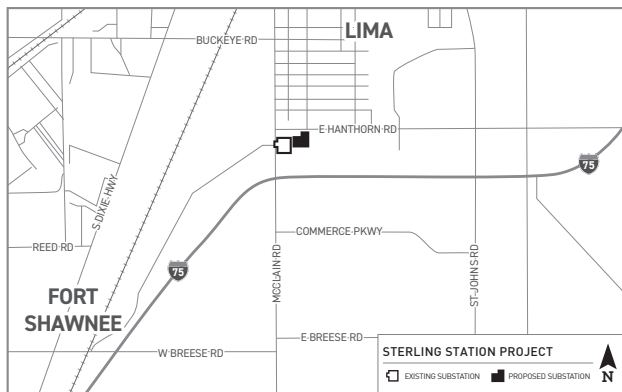 LIMA
BUCKEYE RD
E HANTHORN RD
75
S DIXIE HWY
COMMERCE PKWY
REED RD
MCCLAIN RD
ST JOHNS RD
75
FORT
SHAWNEE
E BREESE RD
W BREESE RD
STERLING STATION PROJECT
EXISTING SUBSTATION
PROPOSED SUBSTATION
N